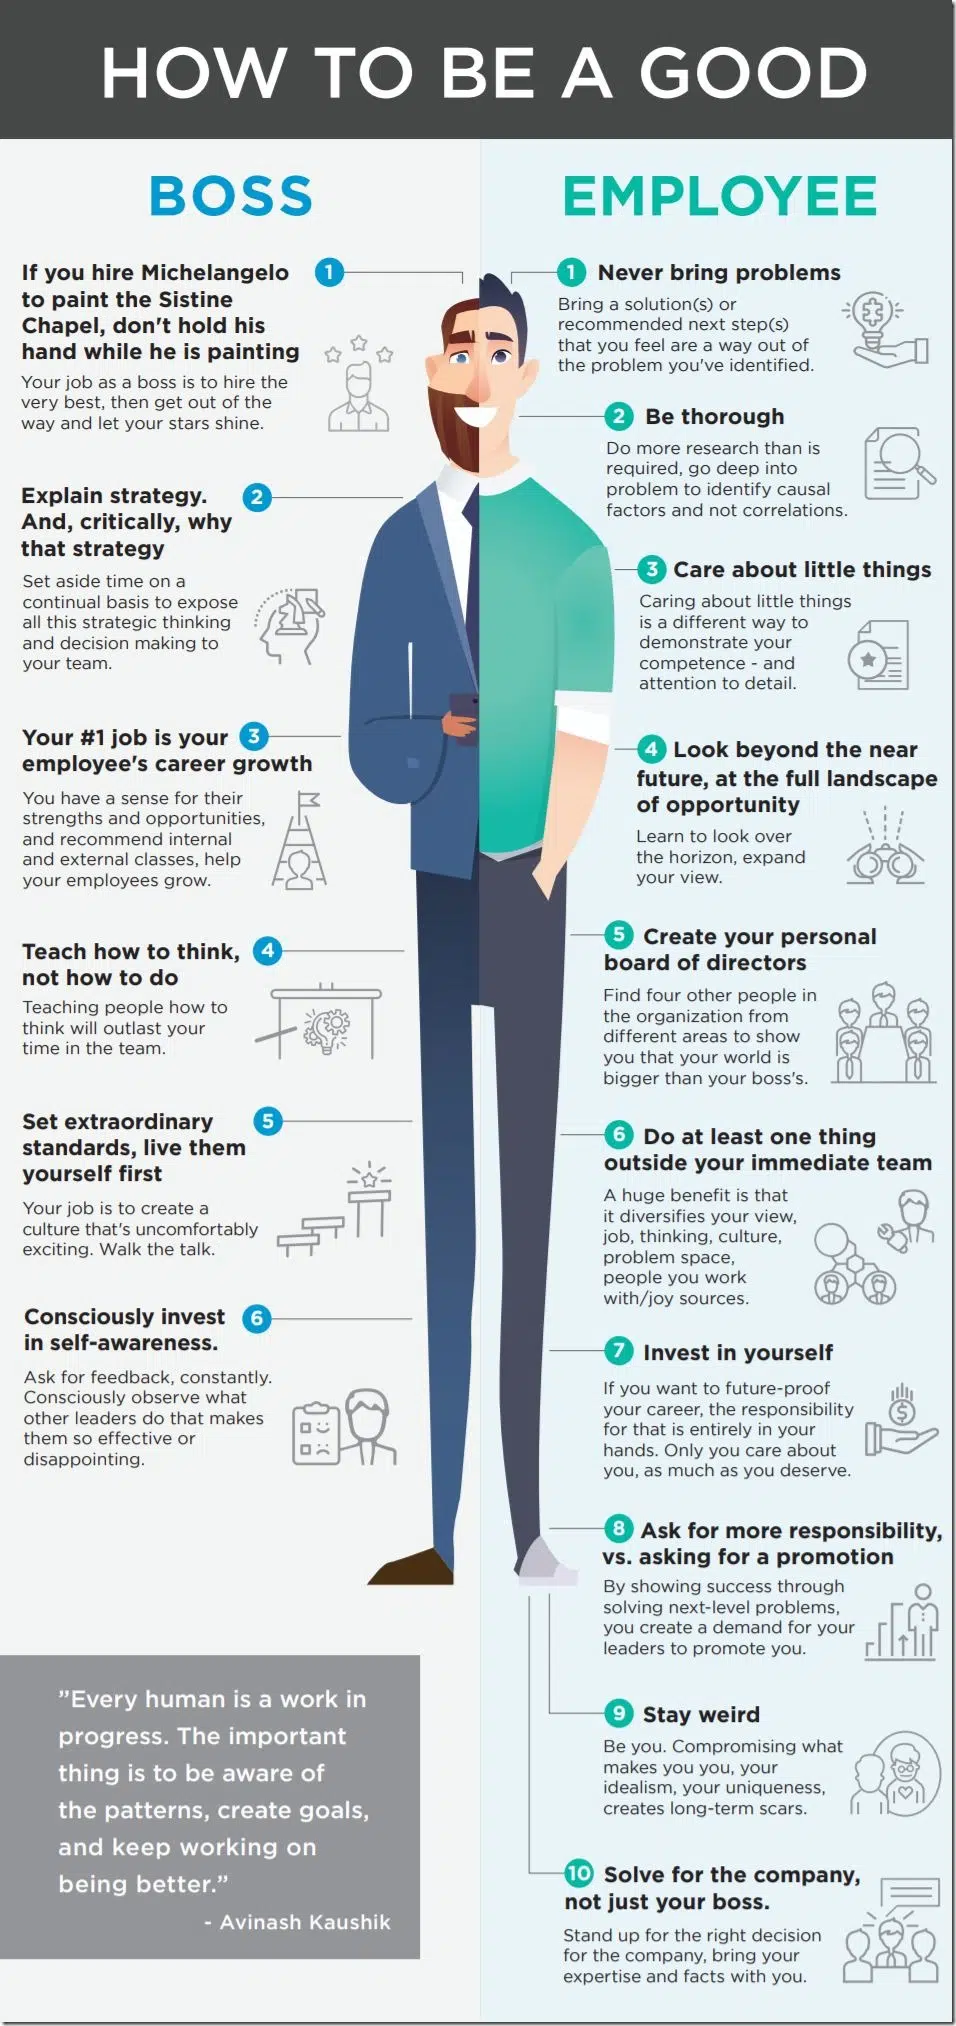 HOW TO BE A GOOD
BOSS
1
If you hire Michelangelo
to paint the Sistine
Chapel, don't hold his
hand while he is painting
Your job as a boss is to hire the
very best, then get out of the
way and let your stars shine.
2
Explain strategy.
And, critically, why
that strategy
Set aside time on a
continual basis to expose
all this strategic thinking
and decision making to
your team.
Your #1 job is your 3
employee's career growth
You have a sense for their
strengths and opportunities,
and recommend internal
and external classes, help
your employees grow.
Teach how to think, 4
not how to do
Teaching people how to
think will outlast your
time in the team.
Set extraordinary 5
standards, live them
yourself first
Your job is to create a
culture that's uncomfortably
exciting. Walk the talk.
Consciously invest 6
in self-awareness.
Ask for feedback, constantly.
Consciously observe what
other leaders do that makes
them so effective or
disappointing.
"Every human is a work in
progress. The important
thing is to be aware of
the patterns, create goals,
and keep working on
being better."
- Avinash Kaushik
EMPLOYEE
1 Never bring problems
Bring a solution(s) or
recommended next step(s)
that you feel are a way out of
the problem you've identified.
2 Be thorough
Do more research than is
required, go deep into
problem to identify causal
factors and not correlations.
3 Care about little things
Caring about little things
is a different way to
demonstrate your
competence - and
attention to detail.
4 Look beyond the near
future, at the full landscape
of opportunity
Learn to look over
the horizon, expand
your view.
5 Create your personal
board of directors
Find four other people in
the organization from
different areas to show
you that your world is
bigger than your boss's.
6 Do at least one thing
outside your immediate team
A huge benefit is that
it diversifies your view,
job, thinking, culture,
problem space,
people you work
with/joy sources.
7 Invest in yourself
If you want to future-proof
your career, the responsibility
for that is entirely in your
hands. Only you care about
you, as much as you deserve.
8 Ask for more responsibility,
vs. asking for a promotion
By showing success through
solving next-level problems,
you create a demand for your
leaders to promote you.
9 Stay weird
Be you. Compromising what
makes you you, your
idealism, your uniqueness,
creates long-term scars.
10 Solve for the company,
not just your boss.
Stand up for the right decision
for the company, bring your
expertise and facts with you.